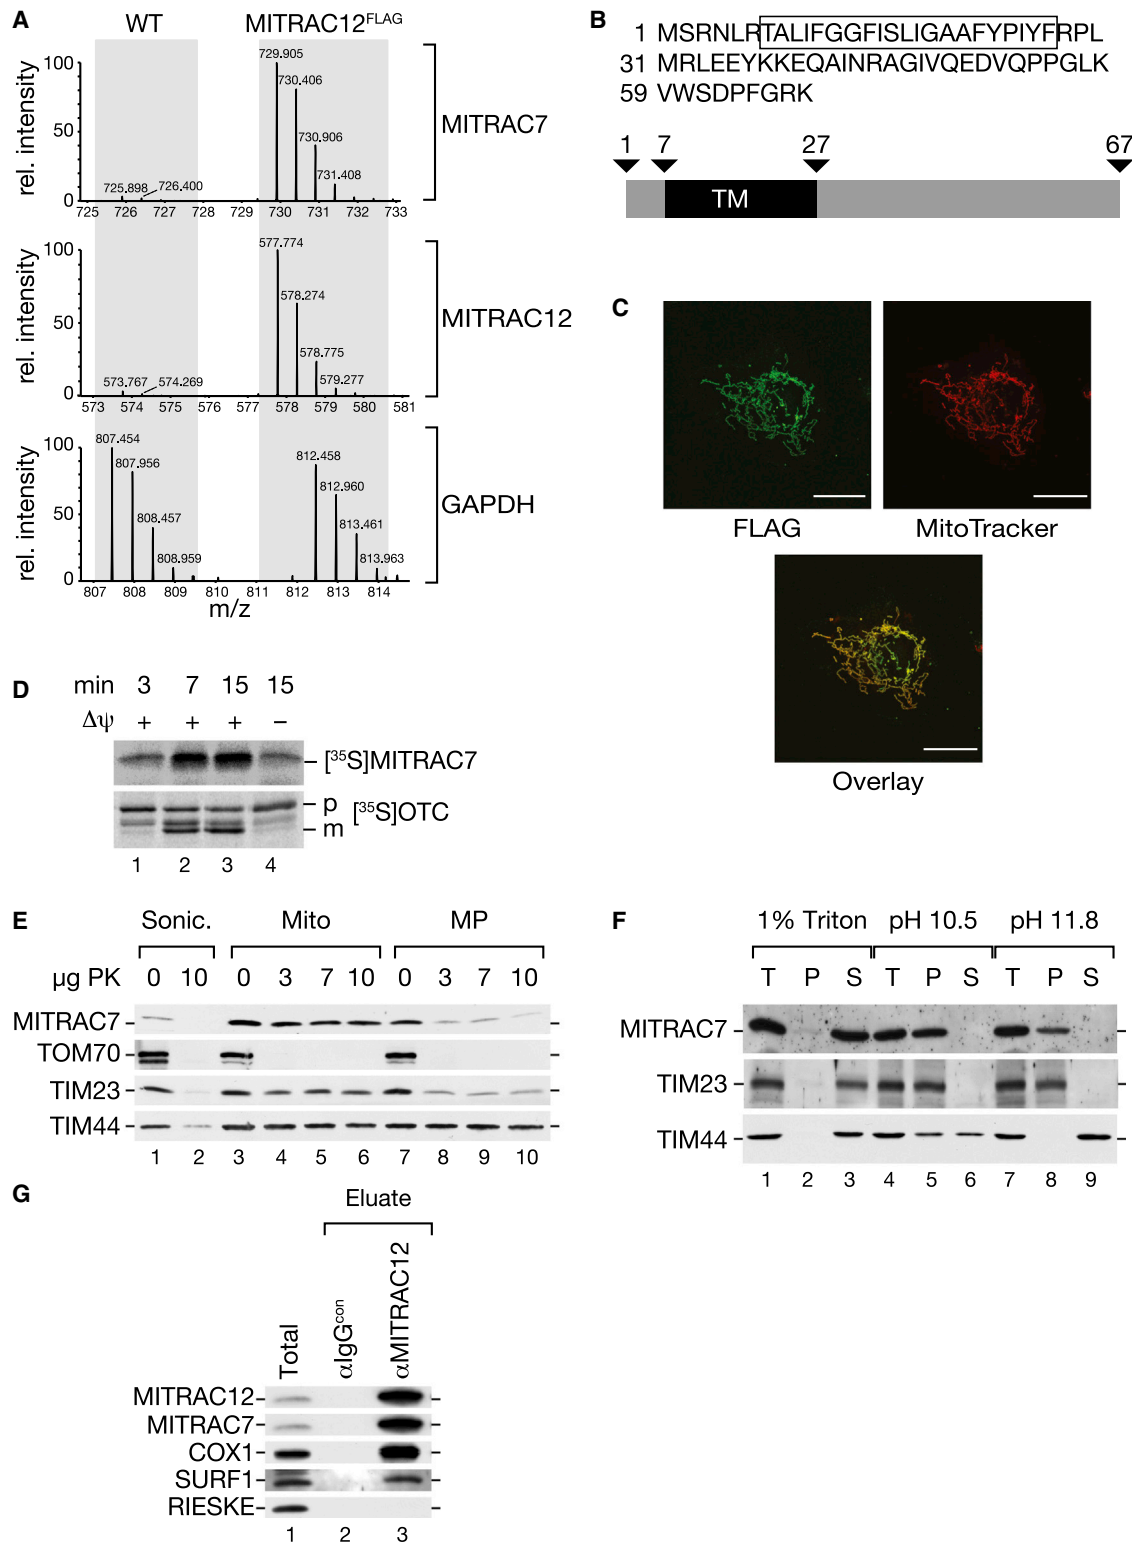 A
WT MITRAC12FLAG
rel. intensity
100
50
0
729.905
730.406
730.906
731.408
725.898 726.400
725 726 727 728 729 730 731 732 733
MITRAC7
rel. intensity
100
50
0
577.774
578.274
578.775
579.277
573.767 574.269
573 574 575 576 577 578 579 580 581
MITRAC12
rel. intensity
100
50
0
807.454
807.956
808.457
808.959
812.458
812.960
813.461
813.963
807 808 809 810 811 812 813 814
m/z
GAPDH
B
1 MSRNLRTALIFGGFISLIGAAFYPIYFRPL
31 MRLEEYKKEQAINRAGIVQEDVQPPGLK
59 VWSDPFGRK
1 7 27 67
TM
C
FLAG MitoTracker
Overlay
D
min 3 7 15 15
Δψ + + + −
[35S]MITRAC7
p
[35S]OTC
m
1 2 3 4
E
Sonic. Mito MP
µg PK 0 10 0 3 7 10 0 3 7 10
MITRAC7
TOM70
TIM23
TIM44
1 2 3 4 5 6 7 8 9 10
F
1% Triton pH 10.5 pH 11.8
T P S T P S T P S
MITRAC7
TIM23
TIM44
1 2 3 4 5 6 7 8 9
G
Eluate
Total
αIgGcon
αMITRAC12
MITRAC12
MITRAC7
COX1
SURF1
RIESKE
1 2 3